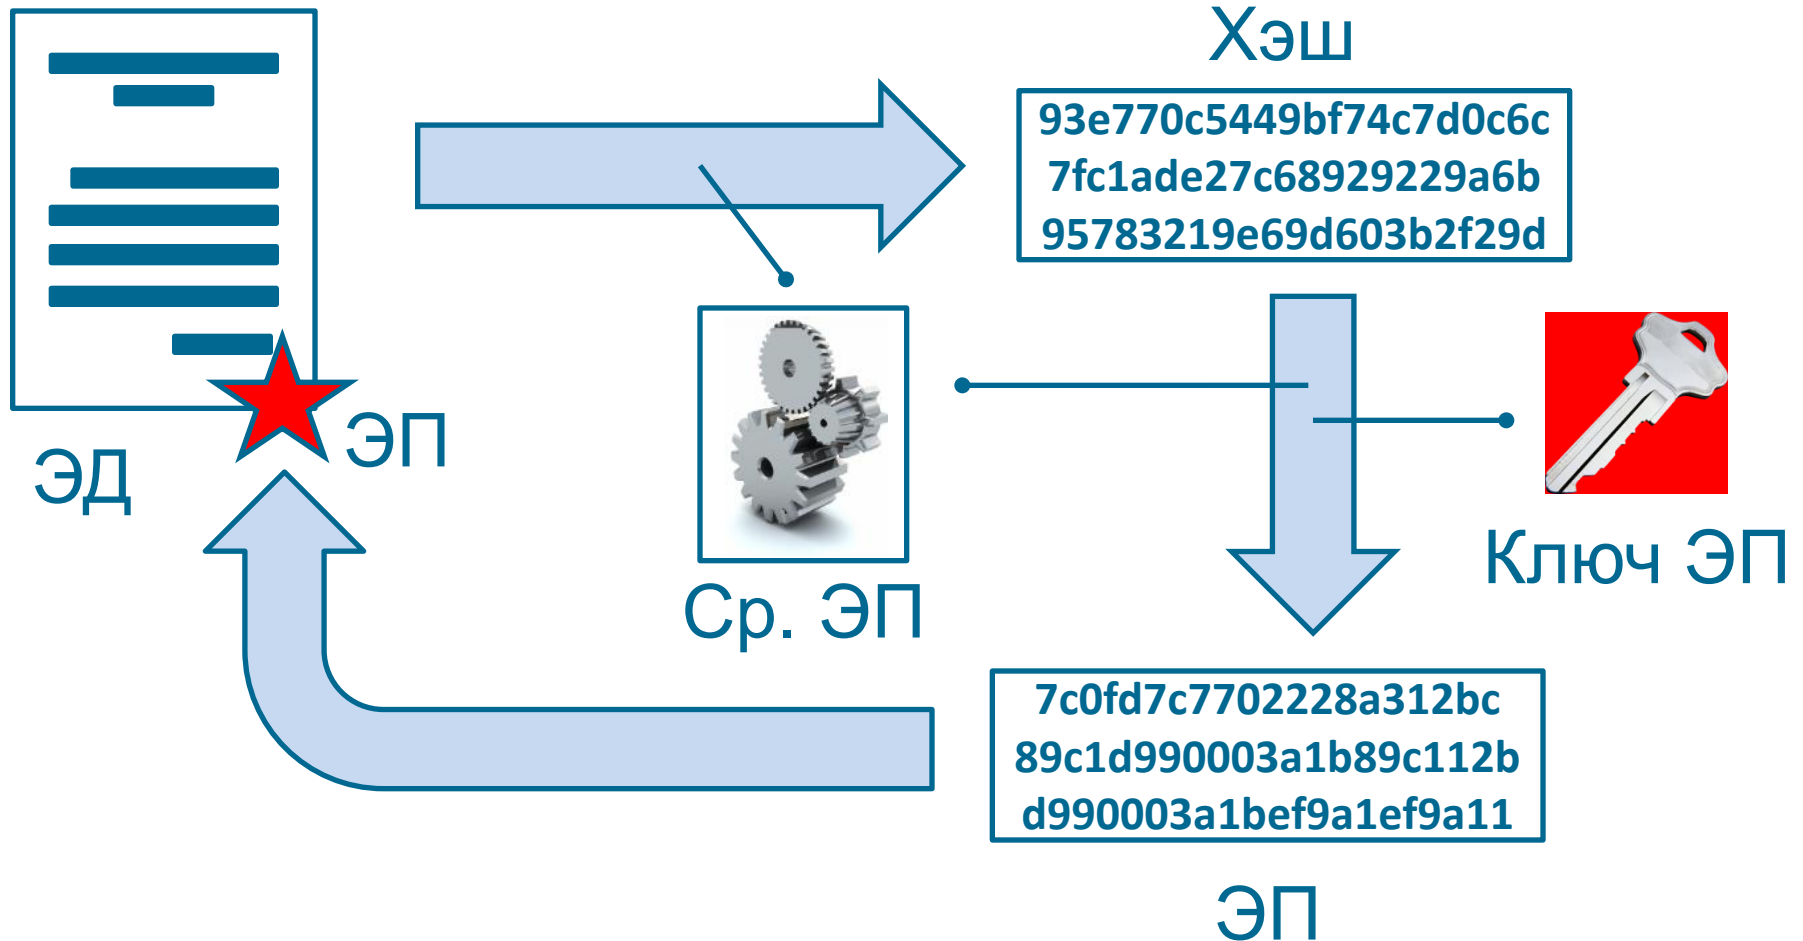 Хэш
93e770c5449bf74c7d0c6c
7fc1ade27c68929229a6b
95783219e69d603b2f29d
ЭП
ЭД
Ключ ЭП
Ср. ЭП
7c0fd7c7702228a312bc
89c1d990003a1b89c112b
d990003a1bef9a1ef9a11
ЭП